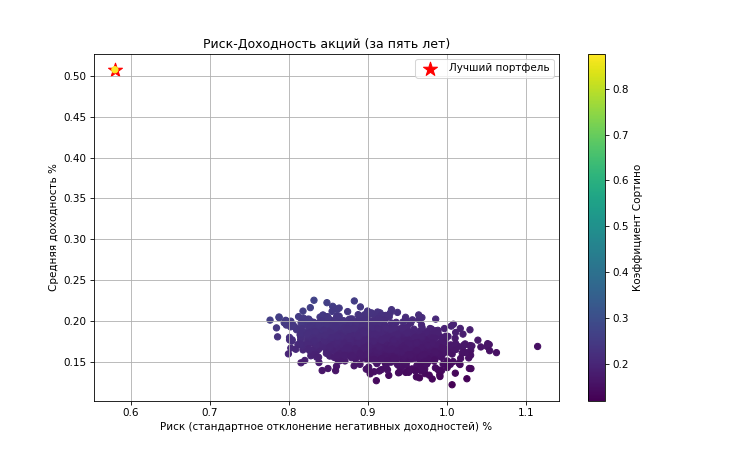 Риск-Доходность акций (за пять лет)
Лучший портфель
Средняя доходность %
0.50
0.45
0.40
0.35
0.30
0.25
0.20
0.15
0.6 0.7 0.8 0.9 1.0 1.1
Риск (стандартное отклонение негативных доходностей) %
0.8
0.7
0.6
0.5
0.4
0.3
0.2
Коэффициент Сортино